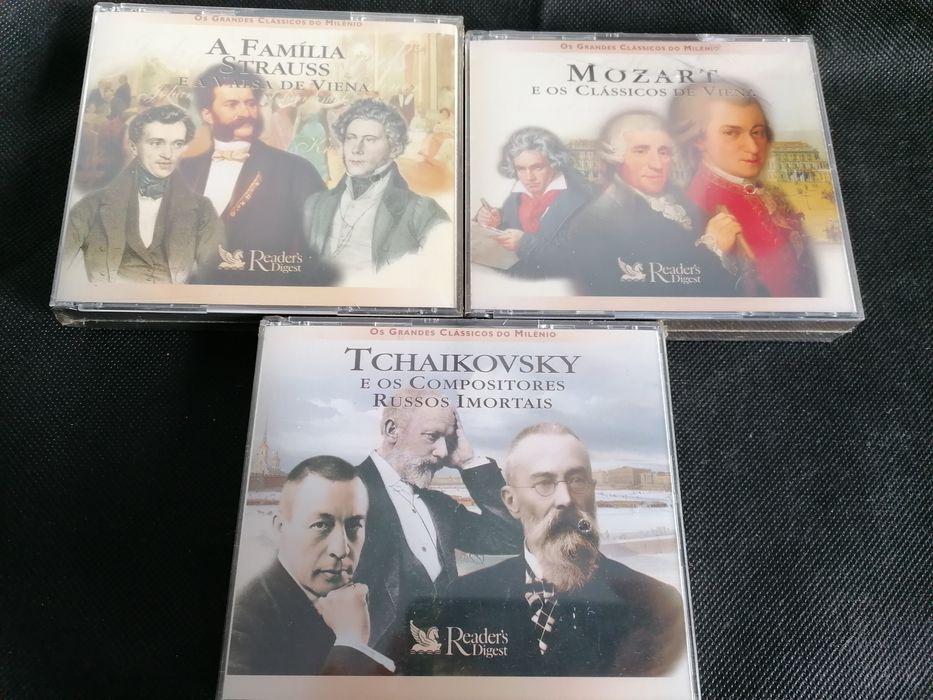 OS GRANDES CLÁSSICOS DO MILÉNIO
A FAMÍLIA
STRAUSS
E A VALSA DE VIENA
Reader's
Digest
OS GRANDES CLÁSSICOS DO MILÉNIO
MOZART
E OS CLÁSSICOS DE VIENA
Reader's
Digest
OS GRANDES CLÁSSICOS DO MILÉNIO
TCHAIKOVSKY
E OS COMPOSITORES
RUSSOS IMORTAIS
Reader's
Digest